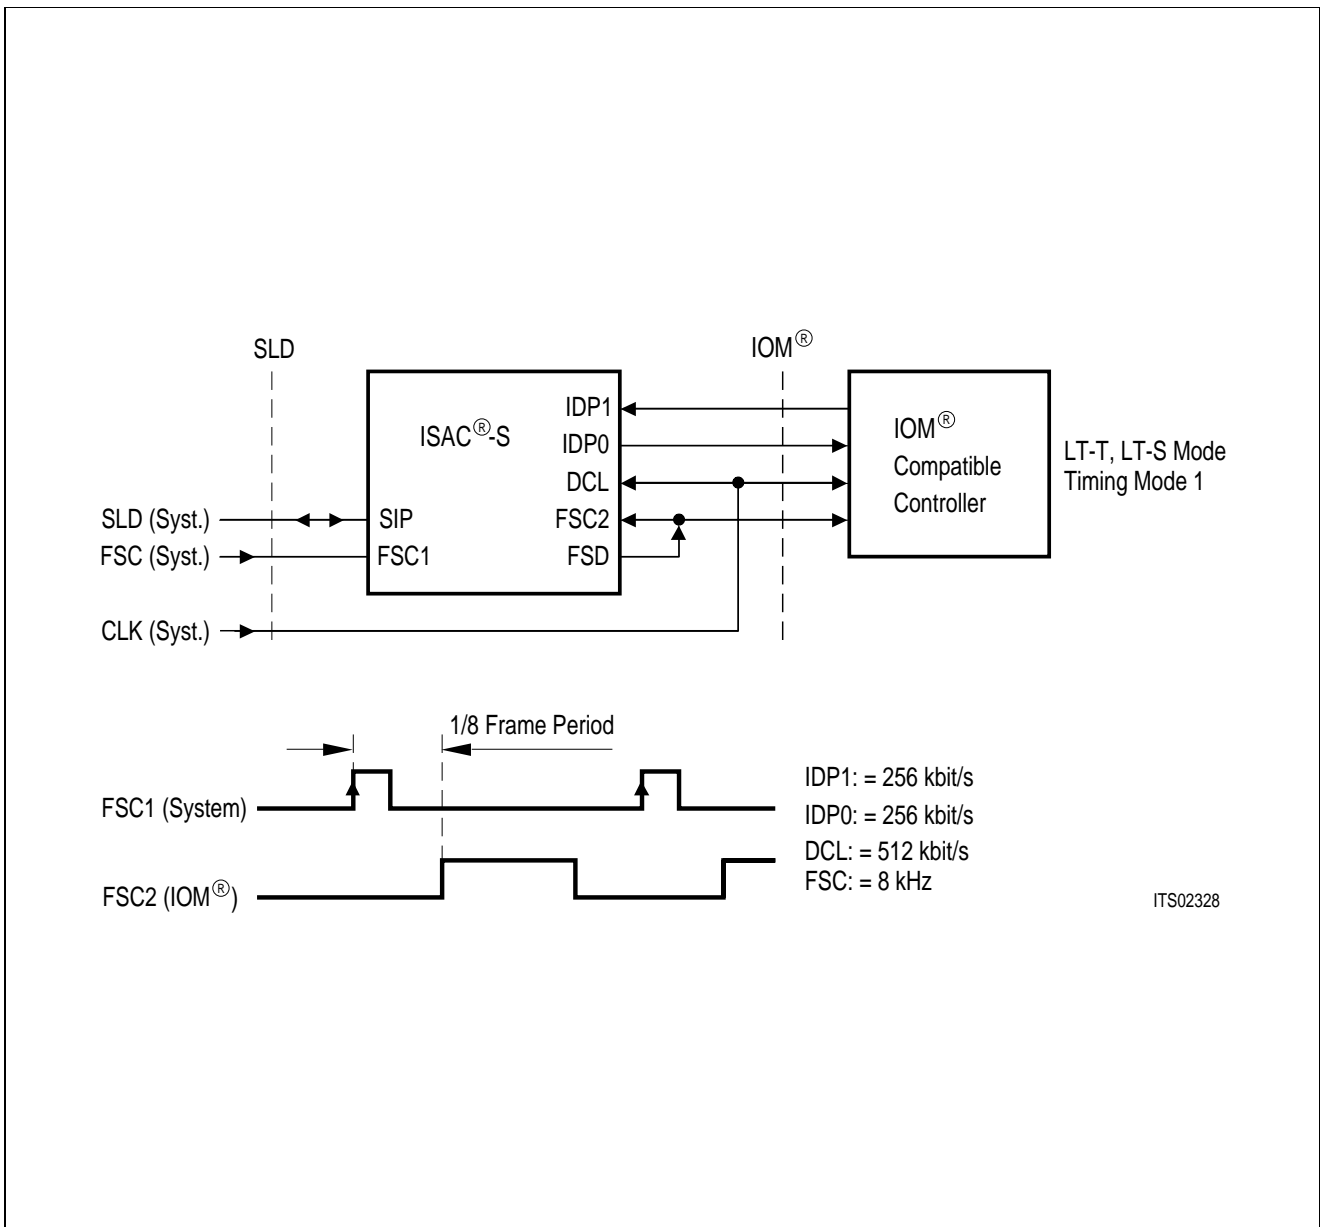 SLD
IOM®
ISAC®-S
IDP1
IDP0
DCL
FSC2
FSD
SIP
FSC1
IOM®
Compatible
Controller
LT-T, LT-S Mode
Timing Mode 1
SLD (Syst.)
FSC (Syst.)
CLK (Syst.)
1/8 Frame Period
FSC1 (System)
FSC2 (IOM®)
IDP1: = 256 kbit/s
IDP0: = 256 kbit/s
DCL: = 512 kbit/s
FSC: = 8 kHz
ITS02328